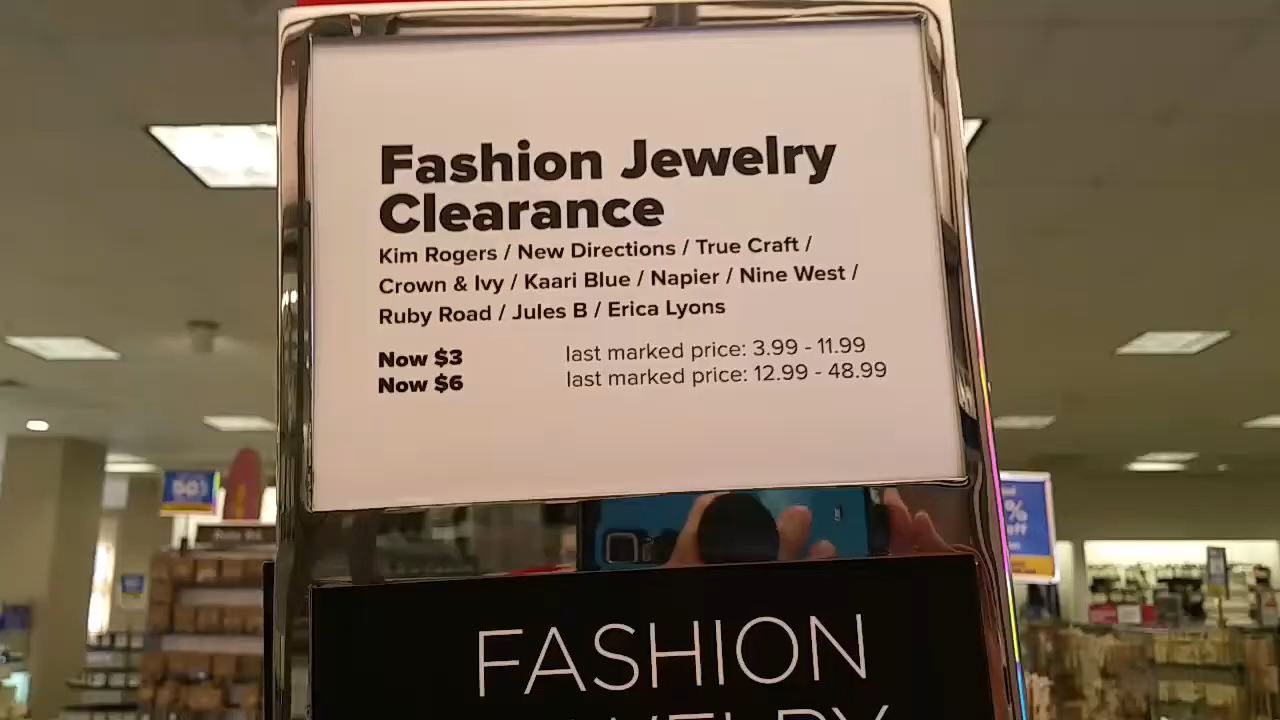 Fashion Jewelry
Clearance
Kim Rogers / New Directions / True Craft /
Crown & Ivy / Kaari Blue / Napier / Nine West /
Ruby Road / Jules B / Erica Lyons
Now $3 last marked price: 3.99 - 11.99
Now $6 last marked price: 12.99 - 48.99
FASHION